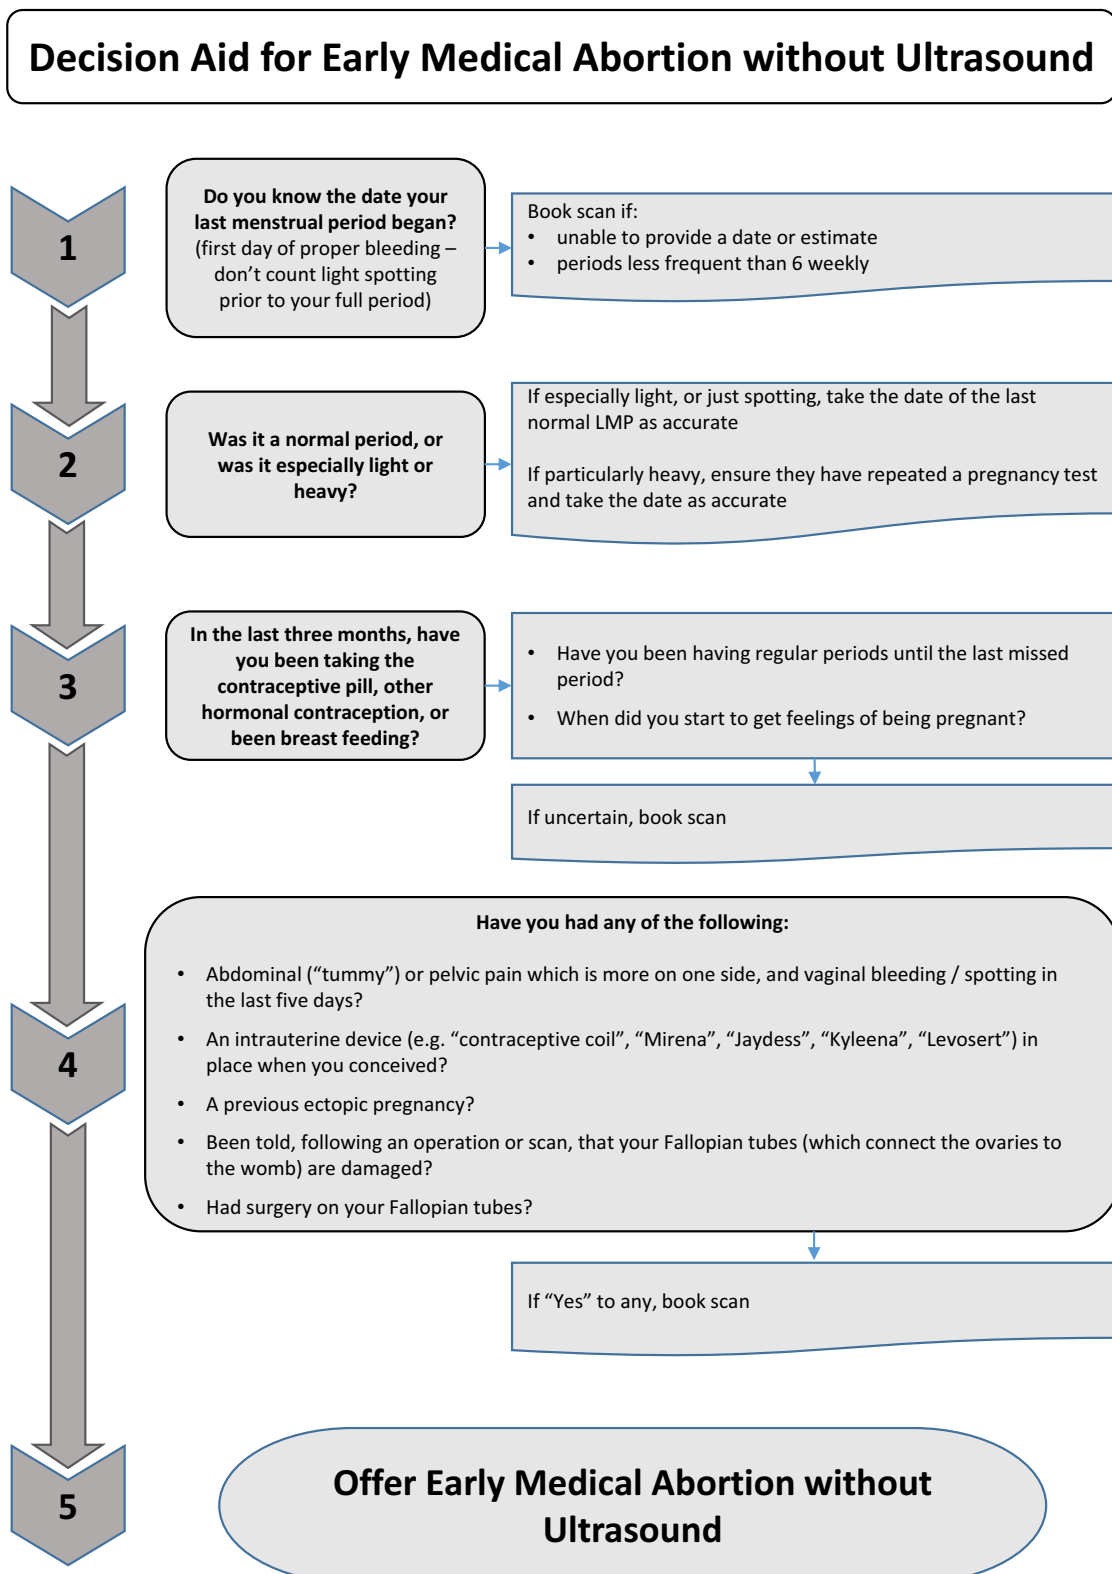 Decision Aid for Early Medical Abortion without Ultrasound
1
Do you know the date your
last menstrual period began?
(first day of proper bleeding –
don’t count light spotting
prior to your full period)
Book scan if:
• unable to provide a date or estimate
• periods less frequent than 6 weekly
2
Was it a normal period, or
was it especially light or
heavy?
If especially light, or just spotting, take the date of the last
normal LMP as accurate
If particularly heavy, ensure they have repeated a pregnancy test
and take the date as accurate
3
In the last three months, have
you been taking the
contraceptive pill, other
hormonal contraception, or
been breast feeding?
• Have you been having regular periods until the last missed
period?
• When did you start to get feelings of being pregnant?
If uncertain, book scan
4
Have you had any of the following:
• Abdominal (“tummy”) or pelvic pain which is more on one side, and vaginal bleeding / spotting in
the last five days?
• An intrauterine device (e.g. “contraceptive coil”, “Mirena”, “Jaydess”, “Kyleena”, “Levosert”) in
place when you conceived?
• A previous ectopic pregnancy?
• Been told, following an operation or scan, that your Fallopian tubes (which connect the ovaries to
the womb) are damaged?
• Had surgery on your Fallopian tubes?
If “Yes” to any, book scan
5
Offer Early Medical Abortion without
Ultrasound